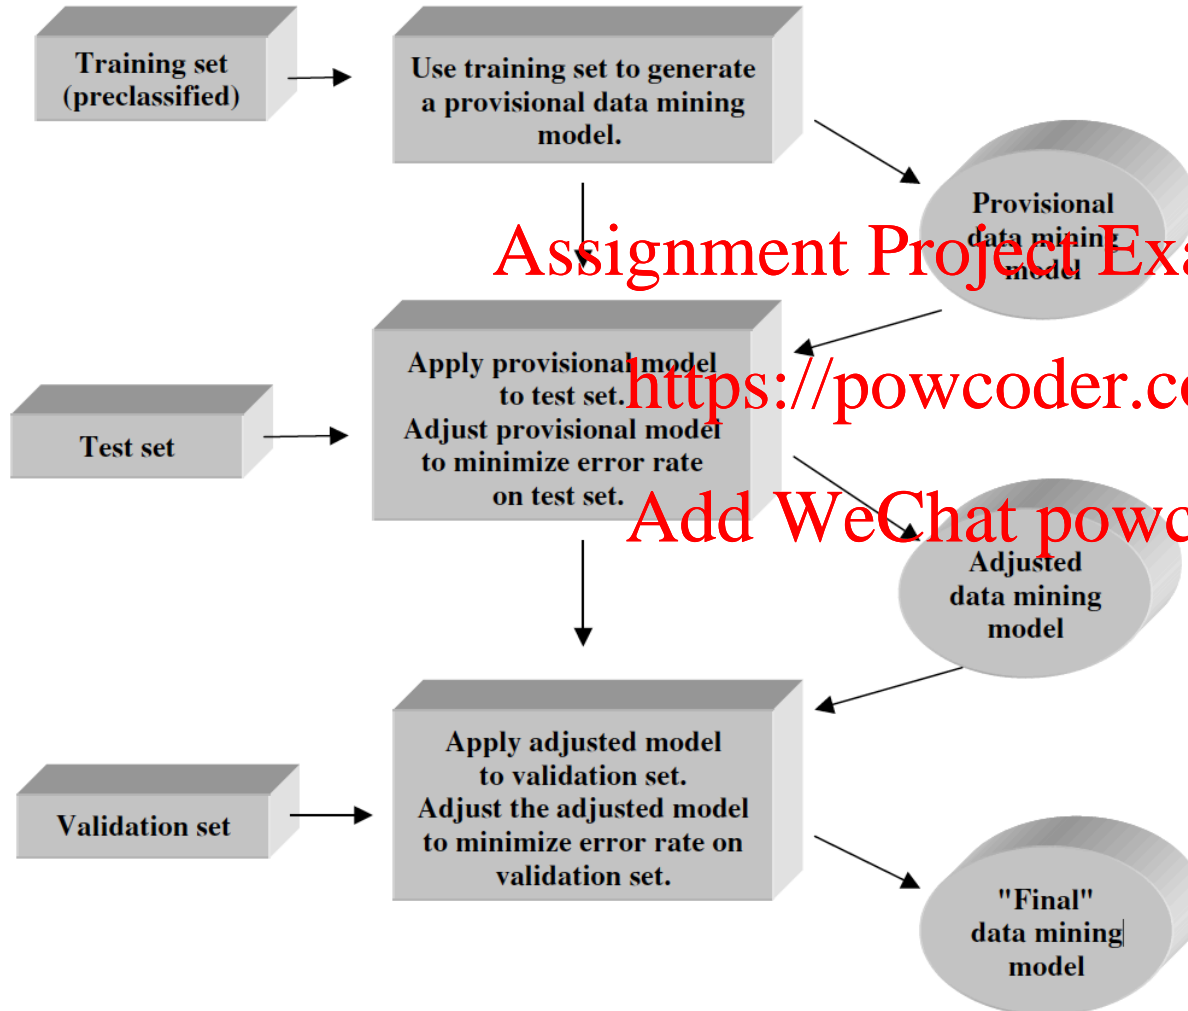 Training set
(preclassified)
Use training set to generate
a provisional data mining
model.
Provisional
data mining
model
Assignment Project Exa
Apply provisional model
to test set.
Adjust provisional model
to minimize error rate
on test set.
https://powcoder.co
Test set
Add WeChat powc
Adjusted
data mining
model
Apply adjusted model
to validation set.
Adjust the adjusted model
to minimize error rate on
validation set.
Validation set
"Final"
data mining
model